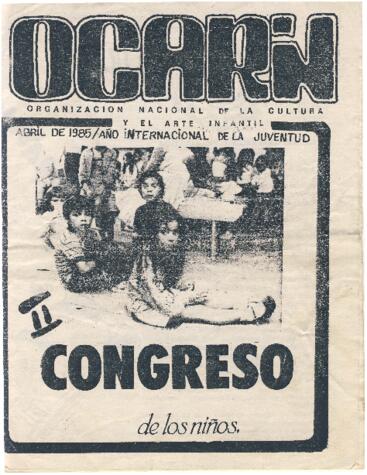 OCARIN
ORGANIZACION NACIONAL DE LA CULTURA
Y EL ARTE INFANTIL
ABRIL DE 1985/AÑO INTERNACIONAL DE LA JUVENTUD
II
CONGRESO
de los niños.